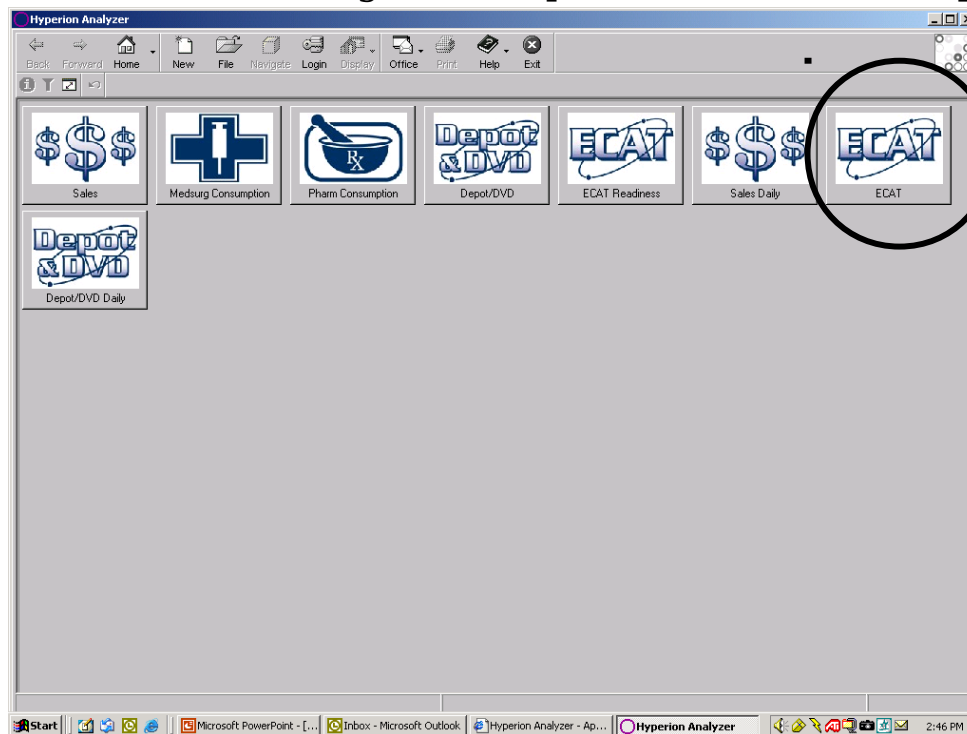 Hyperion Analyzer
Back Forward Home New File Navigate Login Display Office Print Help Exit
$$$ RX Depot &DVD ECAT $$$ ECAT
Sales Medsurg Consumption Pharm Consumption Depot/DVD ECAT Readiness Sales Daily ECAT
Depot &DVD
Depot/DVD Daily
Start Microsoft PowerPoint - [... Inbox - Microsoft Outlook Hyperion Analyzer - Ap... Hyperion Analyzer 2:46 PM